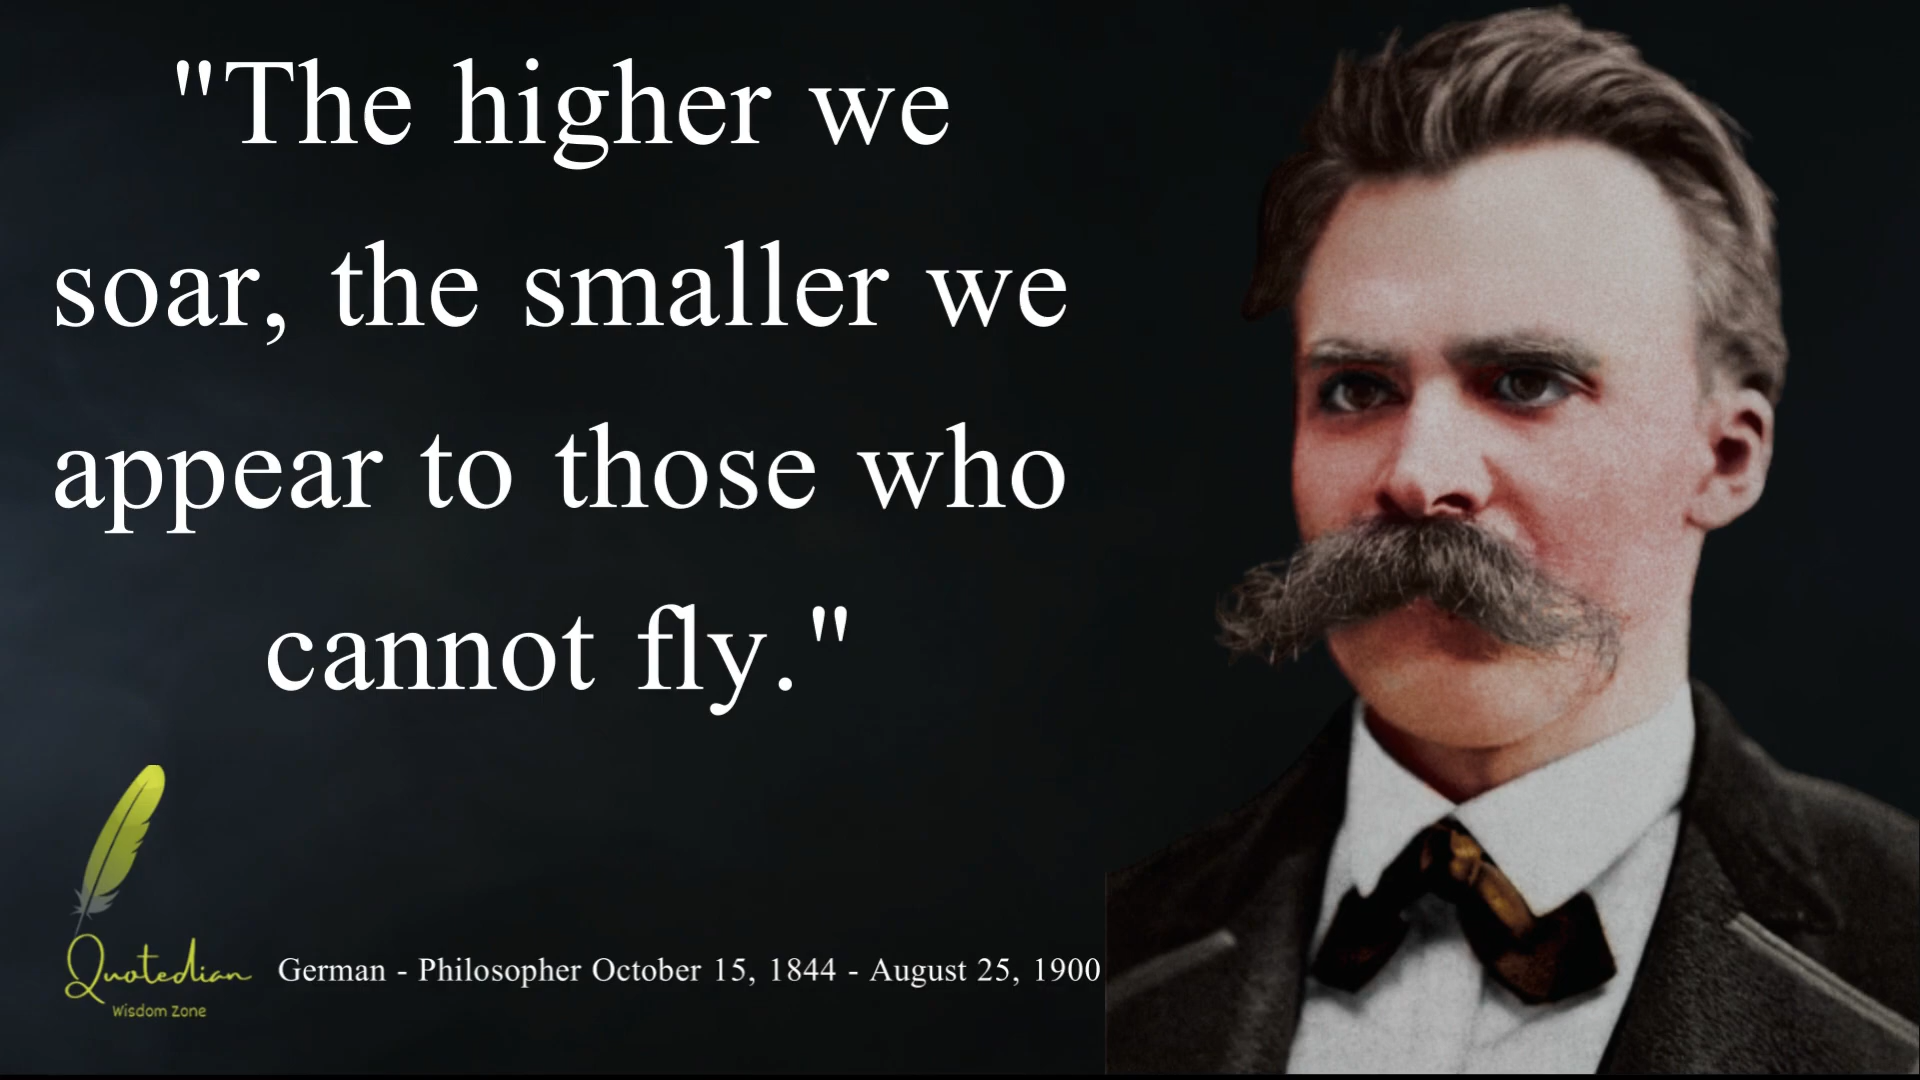 "The higher we
soar, the smaller we
appear to those who
cannot fly."
Quotedian
Wisdom Zone
German - Philosopher October 15, 1844 - August 25, 1900